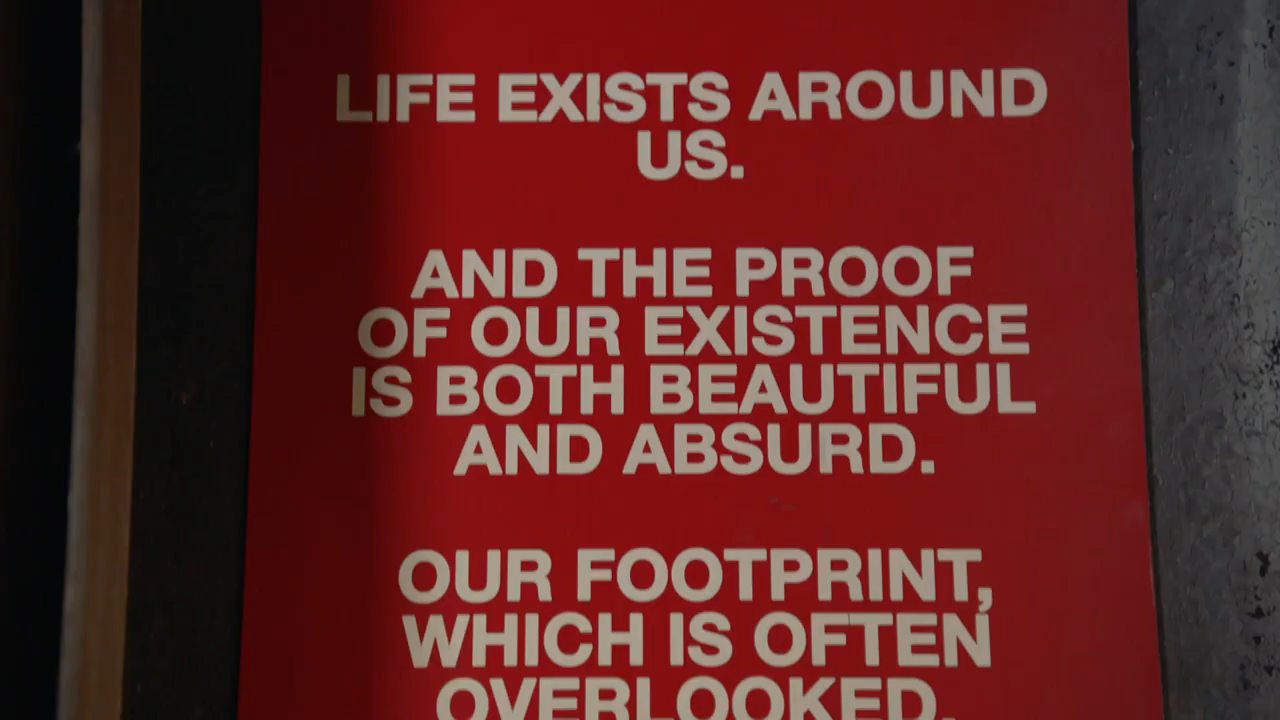 LIFE EXISTS AROUND
US.
AND THE PROOF
OF OUR EXISTENCE
IS BOTH BEAUTIFUL
AND ABSURD.
OUR FOOTPRINT,
WHICH IS OFTEN
OVERLOOKED,